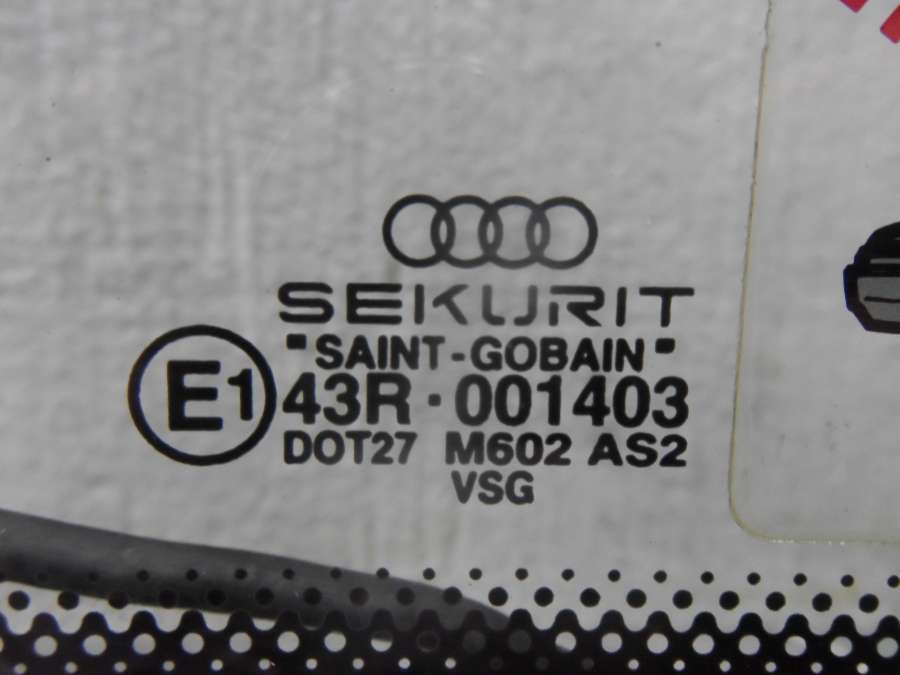 SEKURIT
"SAINT-GOBAIN"
E1 43R·001403
DOT27 M602 AS2
VSG